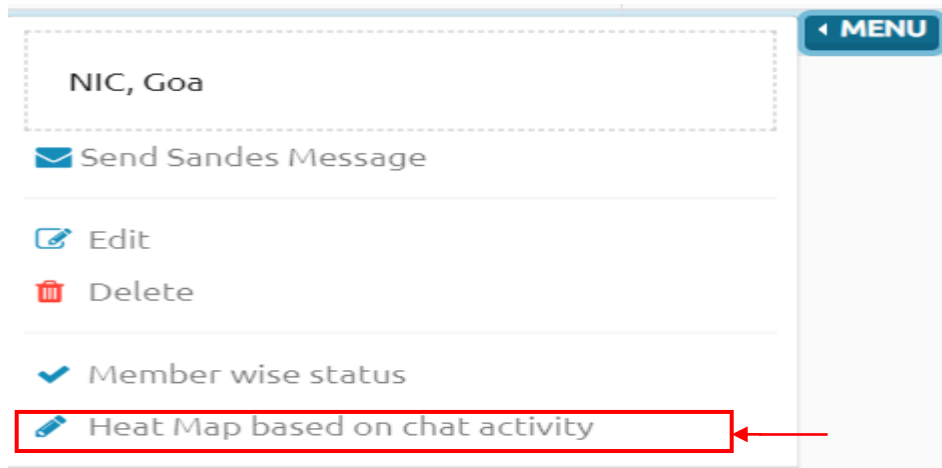 MENU
NIC, Goa
Send Sandes Message
Edit
Delete
Member wise status
Heat Map based on chat activity